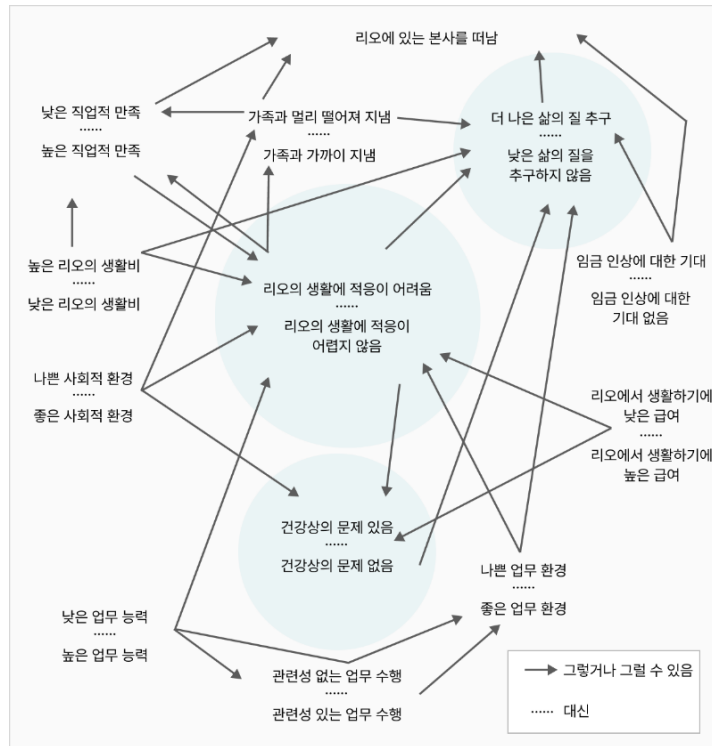 리오에 있는 본사를 떠남
낮은 직업적 만족
······
높은 직업적 만족
가족과 멀리 떨어져 지냄
······
가족과 가까이 지냄
더 나은 삶의 질 추구
······
낮은 삶의 질을
추구하지 않음
높은 리오의 생활비
······
낮은 리오의 생활비
리오의 생활에 적응이 어려움
······
리오의 생활에 적응이
어렵지 않음
임금 인상에 대한 기대
······
임금 인상에 대한
기대 없음
나쁜 사회적 환경
······
좋은 사회적 환경
리오에서 생활하기에
낮은 급여
······
리오에서 생활하기에
높은 급여
건강상의 문제 있음
······
건강상의 문제 없음
나쁜 업무 환경
······
좋은 업무 환경
낮은 업무 능력
······
높은 업무 능력
관련성 없는 업무 수행
······
관련성 있는 업무 수행
그렇거나 그럴 수 있음
······ 대신